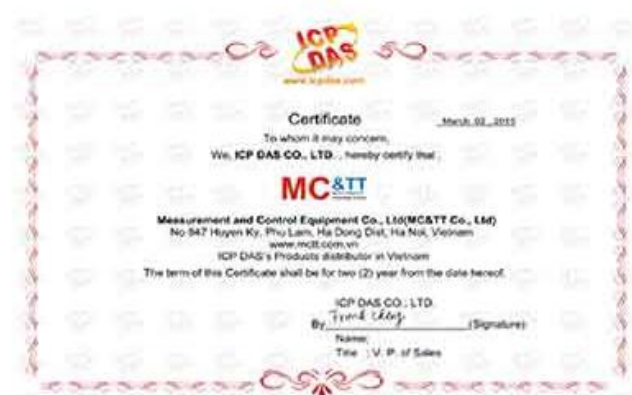 ICP
DAS
www.icpdas.com
Certificate
March 02, 2015
To whom it may concern,
We, ICP DAS CO., LTD. , hereby certify that ,
MC&TT
Measurement and Control Equipment Co., Ltd(MC&TT Co., Ltd)
No 947 Huyen Ky, Phu Lam, Ha Dong Dist, Ha Noi, Vietnam
www.mctt.com.vn
ICP DAS's Products distributor in Vietnam
The term of this Certificate shall be for two (2) year from the date hereof.
ICP DAS CO., LTD.
By (Signature)
Name:
Title : V. P. of Sales